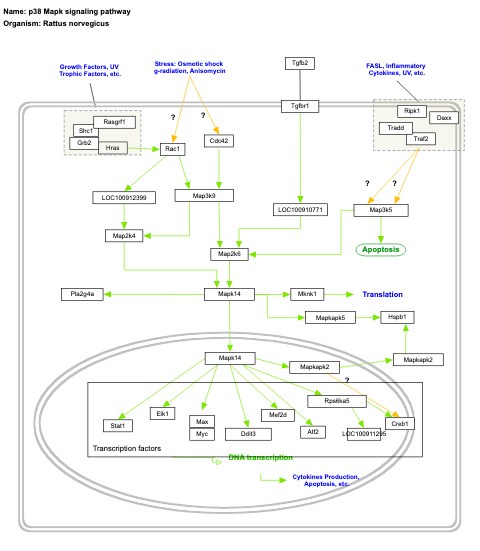 Name: p38 Mapk signaling pathway
Organism: Rattus norvegicus
Growth Factors, UV
Trophic Factors, etc.
Stress: Osmotic shock
g-radiation, Anisomycin
Tgfb2
FASL, Inflammatory
Cytokines, UV, etc.
Tgfbr1
Rasgrf1
Shc1
Grb2
Hras
?
?
Rac1
Cdc42
Ripk1
Daxx
Tradd
Traf2
?
?
LOC100912399
Map3k9
LOC100910771
Map3k5
Map2k4
Map2k6
Apoptosis
Pla2g4a
Mapk14
Mknk1
Translation
Mapkapk5
Hspb1
Mapk14
Mapkapk2
Mapkapk2
?
Rps6ka5
Stat1
Elk1
Max
Myc
Ddit3
Mef2d
Atf2
LOC100911295
Creb1
Transcription factors
DNA transcription
Cytokines Production,
Apoptosis, etc.